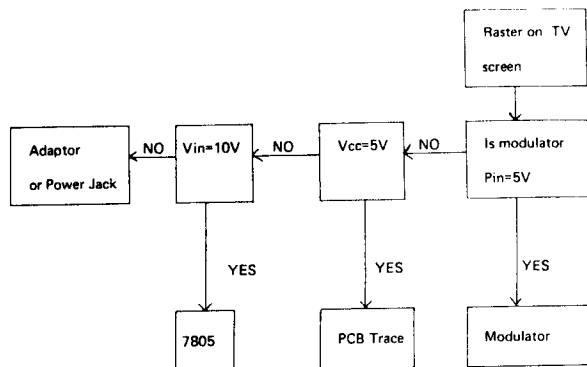 Raster on TV
screen
Adaptor
or Power Jack
NO
Vin=10V
NO
Vcc=5V
NO
Is modulator
Pin=5V
YES
YES
YES
7805
PCB Trace
Modulator